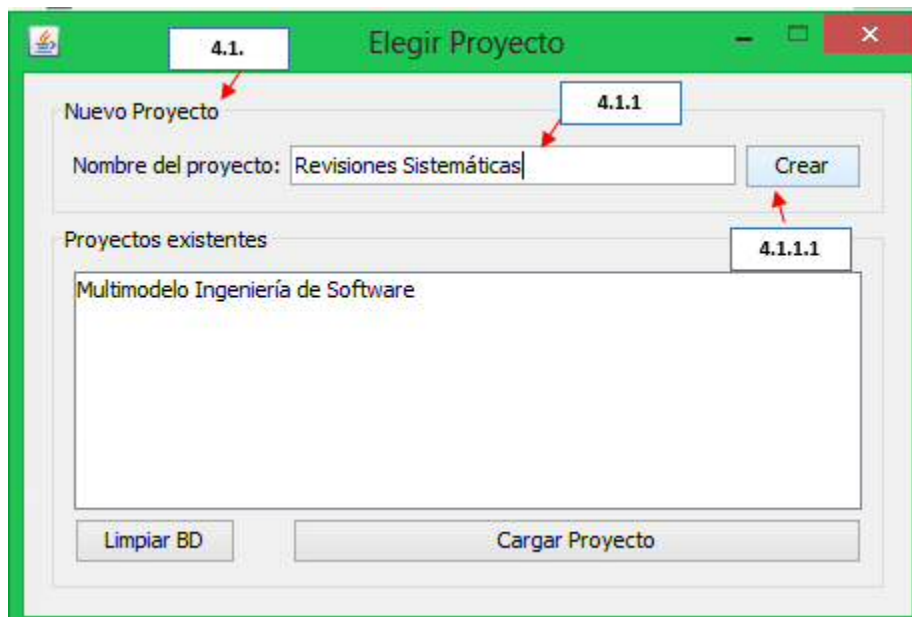 4.1.
Elegir Proyecto
Nuevo Proyecto
4.1.1
Nombre del proyecto: Revisiones Sistemáticas Crear
Proyectos existentes
4.1.1.1
Multimodelo Ingeniería de Software
Limpiar BD Cargar Proyecto